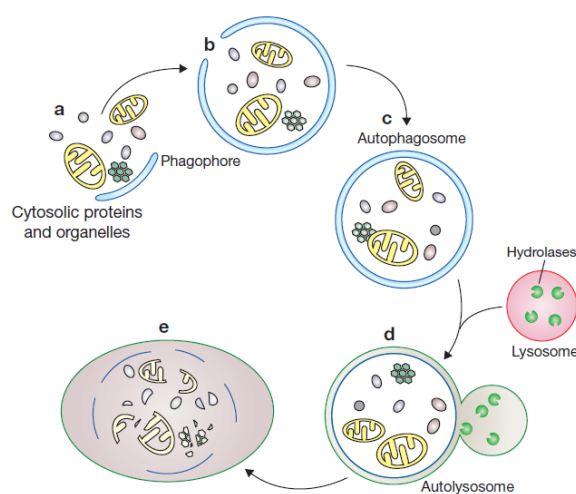 a
Phagophore
Cytosolic proteins
and organelles
b
c
Autophagosome
Hydrolases
Lysosome
d
Autolysosome
e